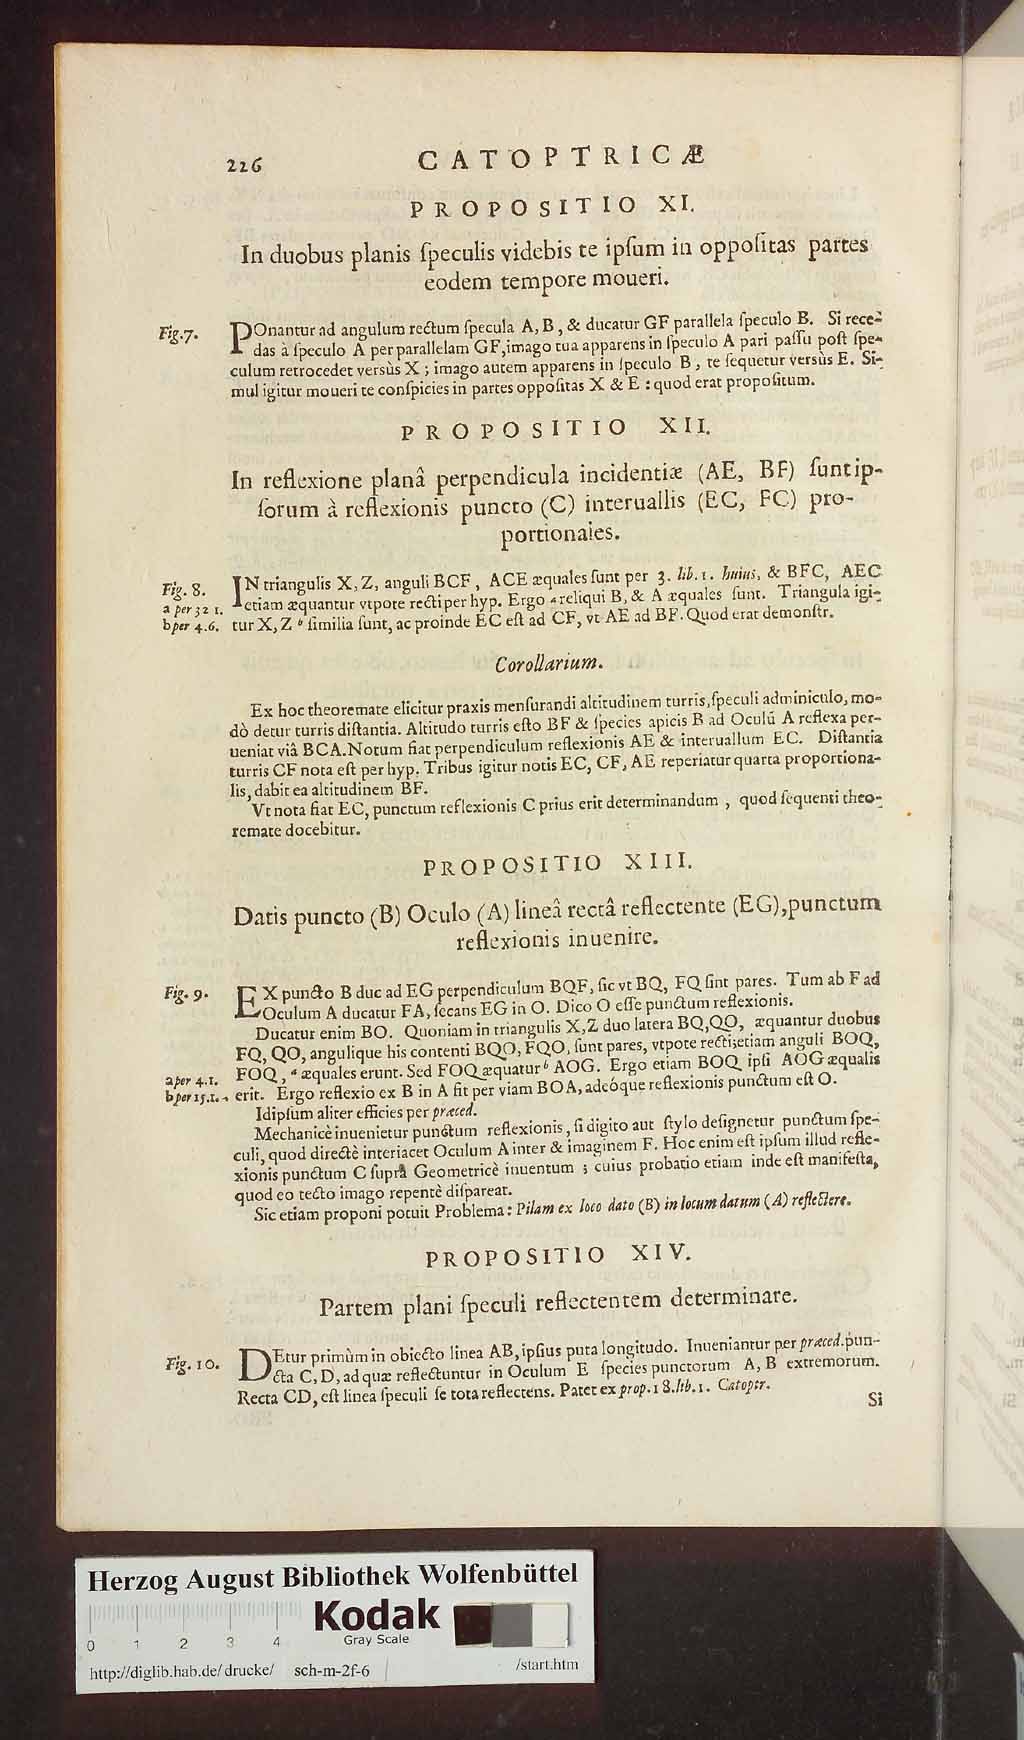 226 CATOPTRICÆ
PROPOSITIO XI.
In duobus planis ſpeculis videbis te ipſum in oppoſitas partes
eodem tempore moueri.
Fig.7. POnantur ad angulum rectum ſpecula A, B, & ducatur GF parallela ſpeculo B. Si rece-
das à ſpeculo A per parallelam GF, imago tua apparens in ſpeculo A pari paſſu poſt ſpe-
culum retrocedet versùs X ; imago autem apparens in ſpeculo B, te ſequetur versùs E. Si-
mul igitur moueri te conſpicies in partes oppoſitas X & E : quod erat propoſitum.
PROPOSITIO XII.
In reflexione planâ perpendicula incidentiæ (AE, BF) ſunt ip-
ſorum à reflexionis puncto (C) interuallis (EC, FC) pro-
portionales.
Fig. 8. IN triangulis X, Z, anguli BCF, ACE æquales ſunt per 3. lib. 1. huius, & BFC, AEC
a per 32 1. etiam æquantur vtpote recti per hyp. Ergo a reliqui B, & A æquales ſunt. Triangula igi-
b per 4.6. tur X, Z b ſimilia ſunt, ac proinde EC eſt ad CF, vt AE ad BF. Quod erat demonſtr.
Corollarium.
Ex hoc theoremate elicitur praxis menſurandi altitudinem turris, ſpeculi adminiculo, mo-
dò detur turris diſtantia. Altitudo turris eſto BF & ſpecies apicis B ad Oculū A reflexa per-
ueniat viâ BCA. Notum fiat perpendiculum reflexionis AE & interuallum EC. Diſtantia
turris CF nota eſt per hyp. Tribus igitur notis EC, CF, AE reperiatur quarta proportiona-
lis, dabit ea altitudinem BF.
Vt nota fiat EC, punctum reflexionis C prius erit determinandum, quod ſequenti theo-
remate docebitur.
PROPOSITIO XIII.
Datis puncto (B) Oculo (A) lineâ rectâ reflectente (EG), punctum
reflexionis inuenire.
Fig. 9. EX puncto B duc ad EG perpendiculum BQF, ſic vt BQ, FQ ſint pares. Tum ab F ad
Oculum A ducatur FA, ſecans EG in O. Dico O eſſe punctum reflexionis.
Ducatur enim BO. Quoniam in triangulis X, Z duo latera BQ, QO, æquantur duobus
FQ, QO, angulique his contenti BQO, FQO, ſunt pares, vtpote recti; etiam anguli BOQ,
a per 4.1. FOQ, a æquales erunt. Sed FOQ æquatur b AOG. Ergo etiam BOQ ipſi AOG æqualis
b per 15.1. erit. Ergo reflexio ex B in A fit per viam BOA, adeóque reflexionis punctum eſt O.
Idipſum aliter efficies per præced.
Mechanicè inuenietur punctum reflexionis, ſi digito aut ſtylo deſignetur punctum ſpe-
culi, quod directè interiacet Oculum A inter & imaginem F. Hoc enim eſt ipſum illud refle-
xionis punctum C ſuprà Geometricè inuentum ; cuius probatio etiam inde eſt manifeſta,
quod eo tecto imago repentè diſpareat.
Sic etiam proponi potuit Problema: Pilam ex loco dato (B) in locum datum (A) reflectere.
PROPOSITIO XIV.
Partem plani ſpeculi reflectentem determinare.
Fig. 10. DEtur primùm in obiecto linea AB, ipſius puta longitudo. Inueniantur per præced. pun-
cta C, D, ad quæ reflectuntur in Oculum E ſpecies punctorum A, B extremorum.
Recta CD, eſt linea ſpeculi ſe tota reflectens. Patet ex prop. 18. lib. 1. Catoptr.
Si
Herzog August Bibliothek Wolfenbüttel
Kodak
Gray Scale
0 1 2 3 4
http://diglib.hab.de/drucke/ sch-m-2f-6 /start.htm